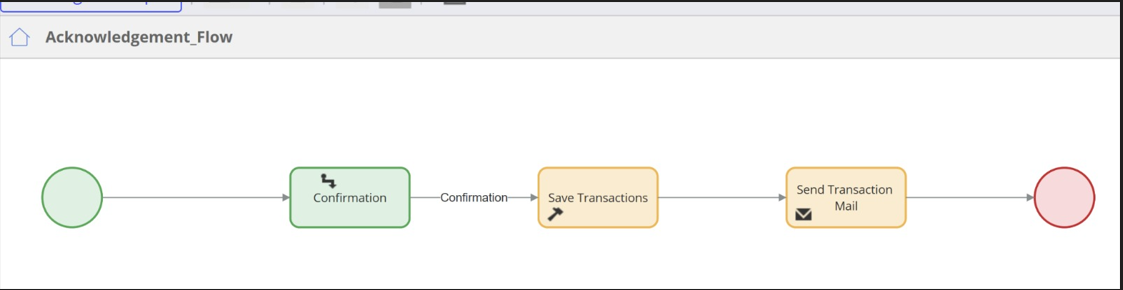 Acknowledgement_Flow
Confirmation
Confirmation
Save Transactions
Send Transaction
Mail